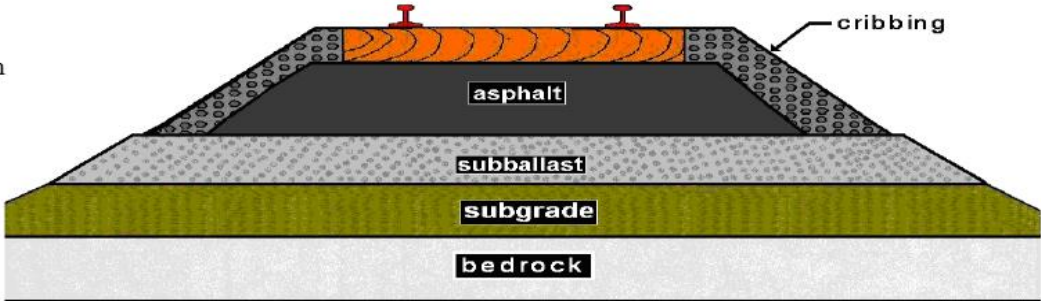 cribbing
n
asphalt
subballast
subgrade
bedrock